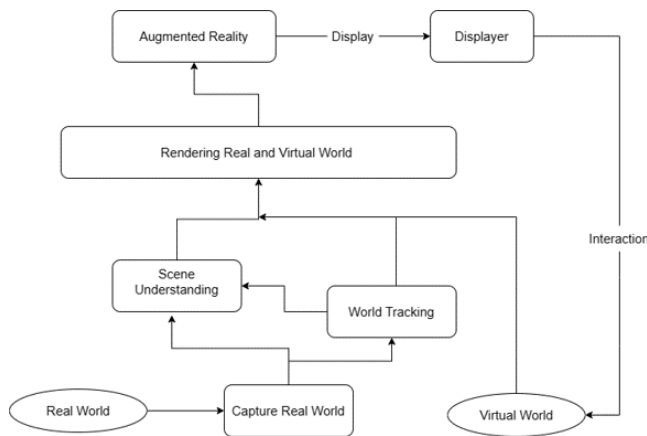 Augmented Reality
Display
Displayer
Rendering Real and Virtual World
Interaction
Scene
Understanding
World Tracking
Real World
Capture Real World
Virtual World